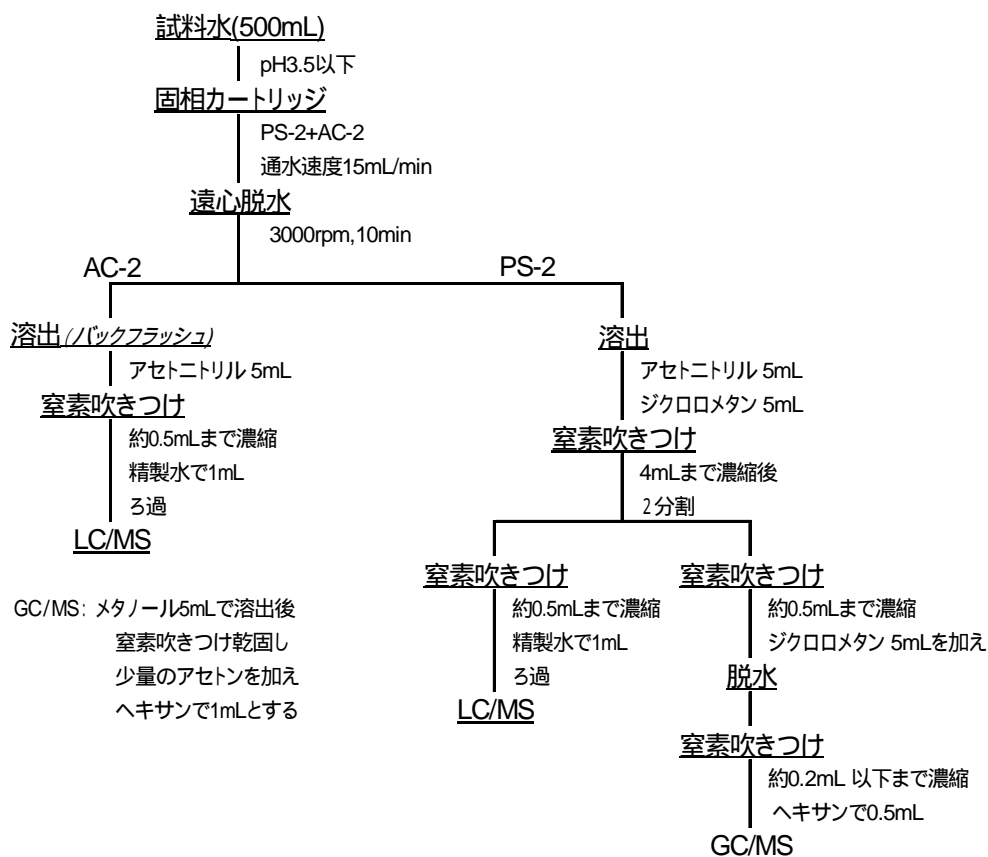 試料水(500mL)
pH3.5以下
固相カートリッジ
PS-2+AC-2
通水速度15mL/min
遠心脱水
3000rpm,10min
AC-2
PS-2
溶出(バックフラッシュ)
アセトニトリル 5mL
窒素吹きつけ
約0.5mLまで濃縮
精製水で1mL
ろ過
LC/MS
GC/MS: メタノール5mLで溶出後
窒素吹きつけ乾固し
少量のアセトンを加え
ヘキサンで1mLとする
溶出
アセトニトリル 5mL
ジクロロメタン 5mL
窒素吹きつけ
4mLまで濃縮後
2分割
窒素吹きつけ
約0.5mLまで濃縮
精製水で1mL
ろ過
LC/MS
窒素吹きつけ
約0.5mLまで濃縮
ジクロロメタン 5mLを加え
脱水
窒素吹きつけ
約0.2mL 以下まで濃縮
ヘキサンで0.5mL
GC/MS